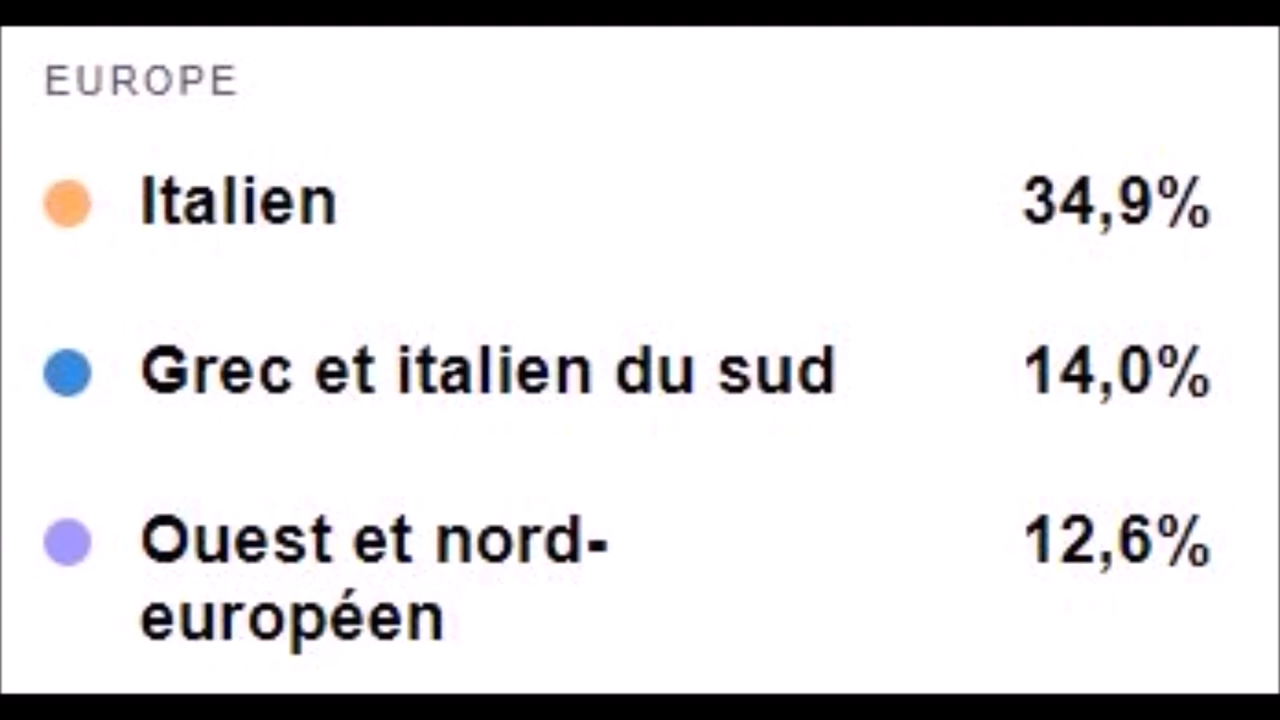 EUROPE
Italien 34,9%
Grec et italien du sud 14,0%
Ouest et nord- 12,6%
européen